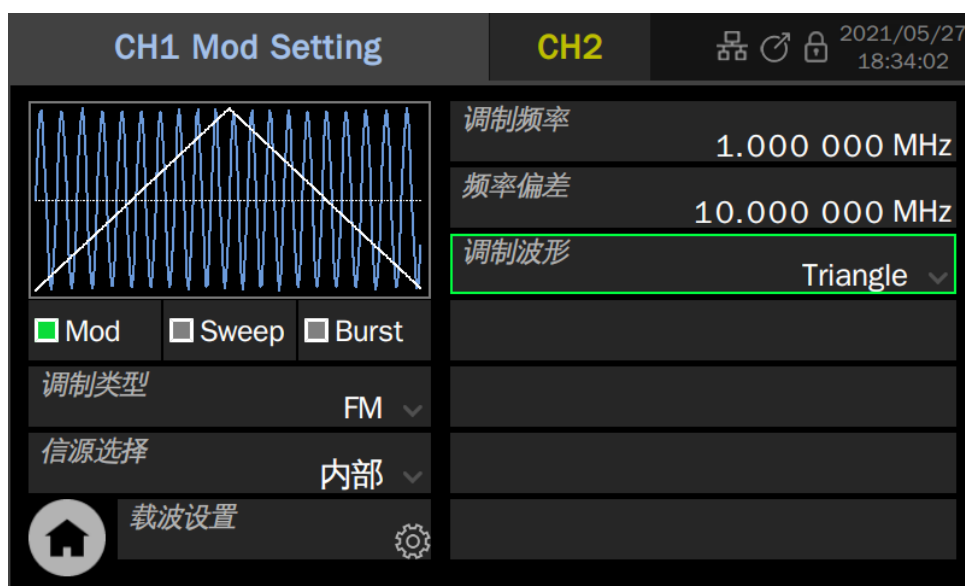 CH1 Mod Setting
CH2
2021/05/27
18:34:02
调制频率
1.000 000 MHz
频率偏差
10.000 000 MHz
调制波形
Triangle
Mod
Sweep
Burst
调制类型
FM
信源选择
内部
载波设置